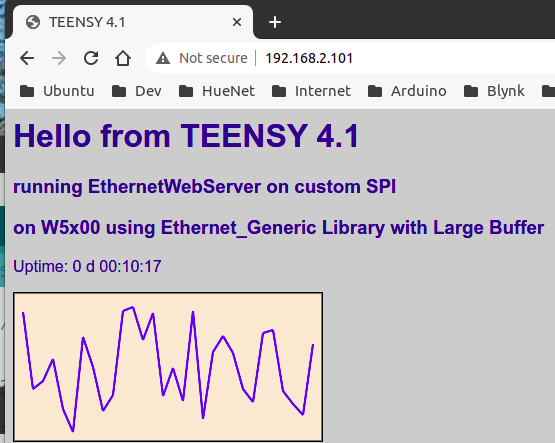 TEENSY 4.1
Not secure 192.168.2.101
Ubuntu Dev HueNet Internet Arduino Blynk
Hello from TEENSY 4.1
running EthernetWebServer on custom SPI
on W5x00 using Ethernet_Generic Library with Large Buffer
Uptime: 0 d 00:10:17